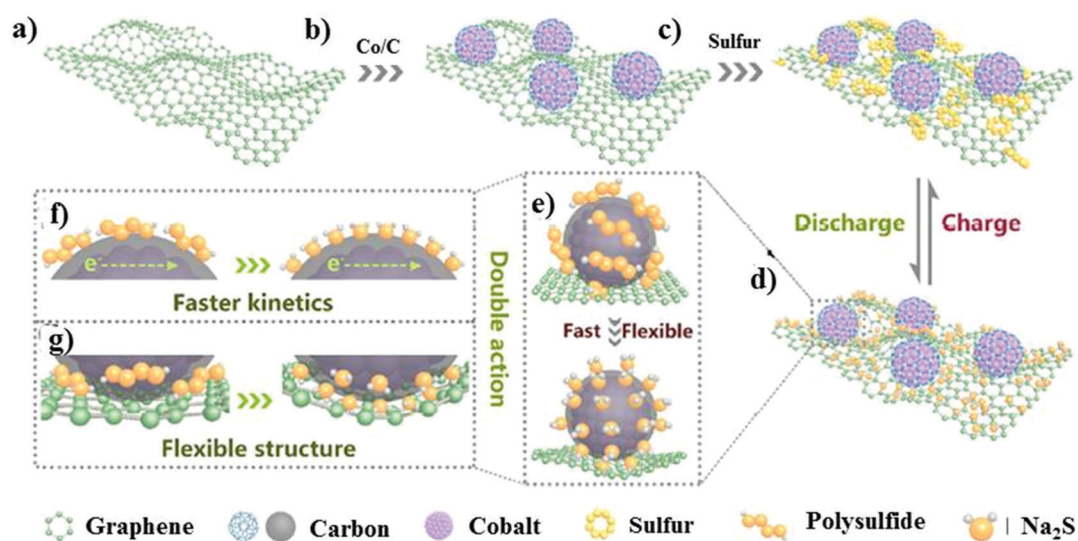 a)
b)
Co/C
c)
Sulfur
Discharge
Charge
d)
e)
Fast
Flexible
Double action
f)
e⁻
e⁻
Faster kinetics
g)
Flexible structure
Graphene
Carbon
Cobalt
Sulfur
Polysulfide
Na₂S